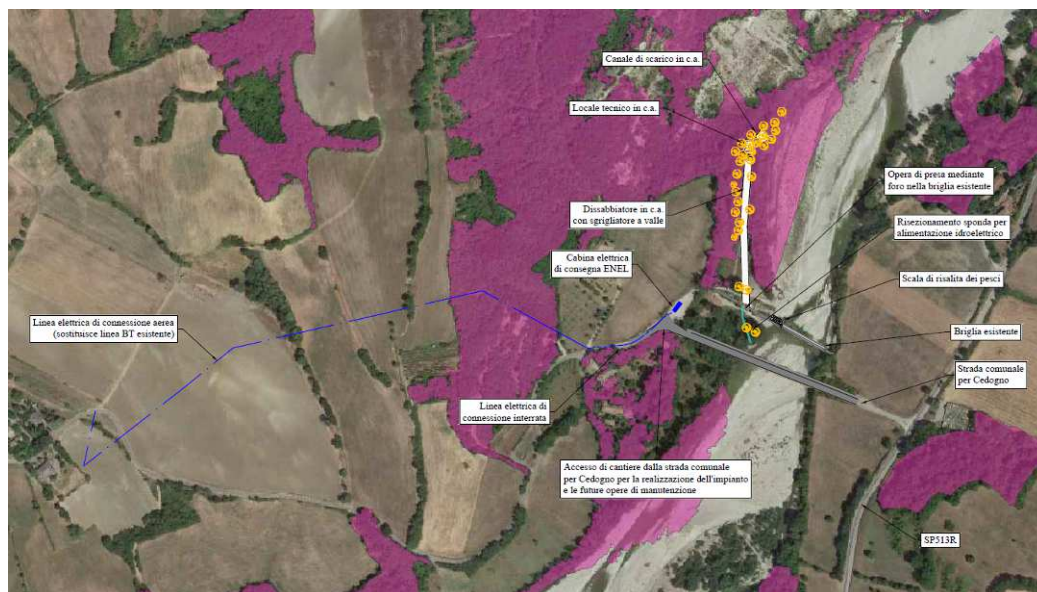 Canale di scarico in c.a.
Locale tecnico in c.a.
Opera di presa mediante
foro nella briglia esistente
Dissabbiatore in c.a.
con sgrigliatore a valle
Risezionamento sponda per
alimentazione idroelettrico
Cabina elettrica
di consegna ENEL
Scala di risalita dei pesci
Linea elettrica di connessione aerea
(sostituisce linea BT esistente)
Briglia esistente
Strada comunale
per Cedogno
Linea elettrica di
connessione interrata
Accesso di cantiere dalla strada comunale
per Cedogno per la realizzazione dell'impianto
e le future opere di manutenzione
SP513R